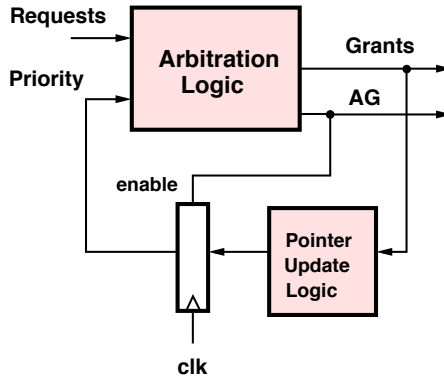 Requests
Grants
Arbitration
Logic
Priority
AG
enable
Pointer
Update
Logic
clk